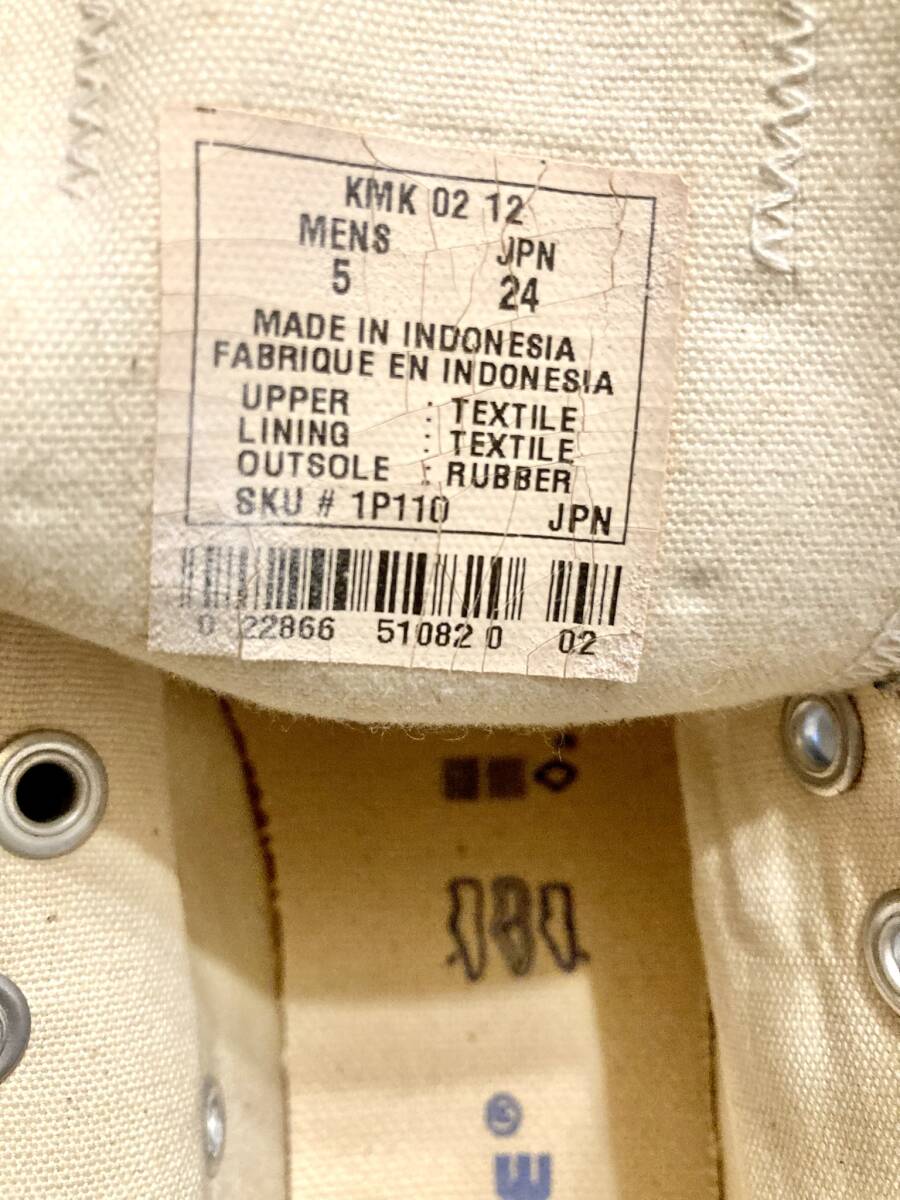 KMK 02 12
MENS JPN
5 24
MADE IN INDONESIA
FABRIQUE EN INDONESIA
UPPER : TEXTILE
LINING : TEXTILE
OUTSOLE : RUBBER
SKU # 1P110 JPN
0 22866 51082 0 02